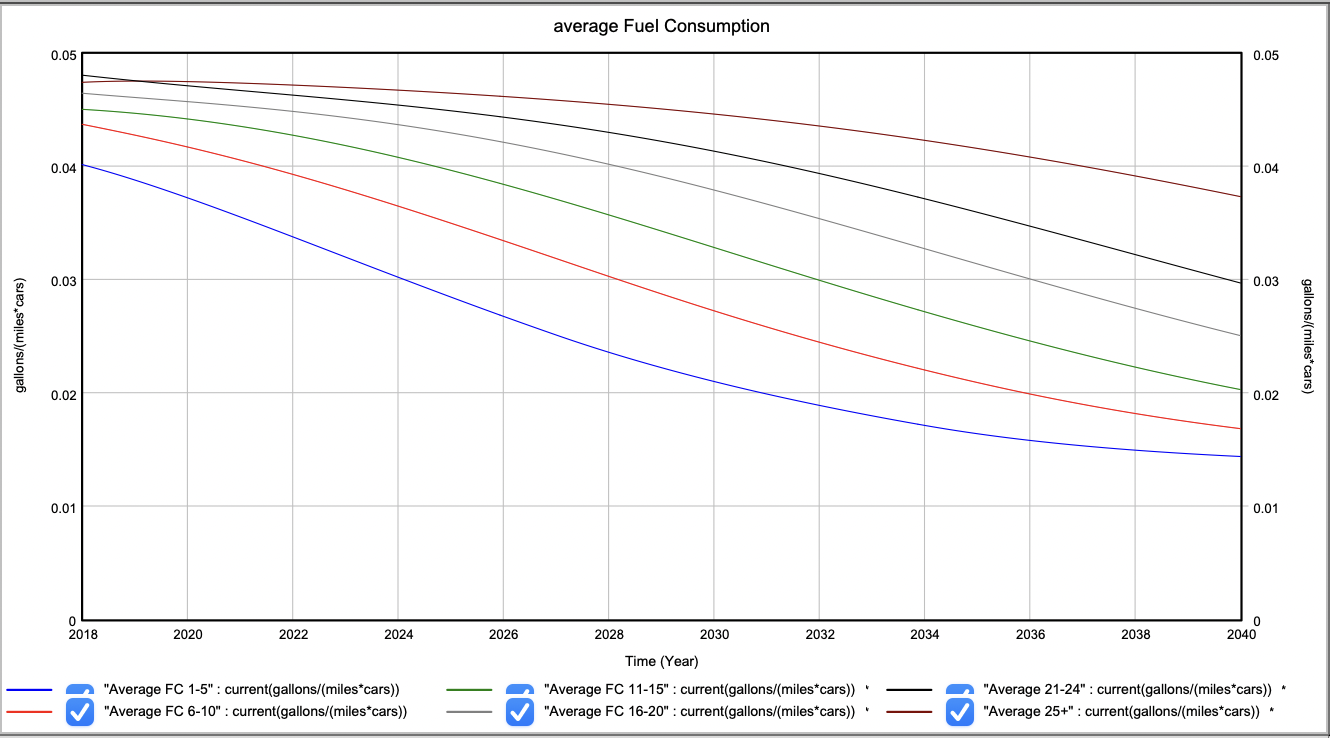 average Fuel Consumption
0.05 0.05
0.04 0.04
0.03 0.03
gallons/(miles*cars) gallons/(miles*cars)
0.02 0.02
0.01 0.01
0 0
2018 2020 2022 2024 2026 2028 2030 2032 2034 2036 2038 2040
Time (Year)
"Average FC 1-5" : current(gallons/(miles*cars)) "Average FC 11-15" : current(gallons/(miles*cars)) * "Average 21-24" : current(gallons/(miles*cars)) *
"Average FC 6-10" : current(gallons/(miles*cars)) "Average FC 16-20" : current(gallons/(miles*cars)) * "Average 25+" : current(gallons/(miles*cars)) *